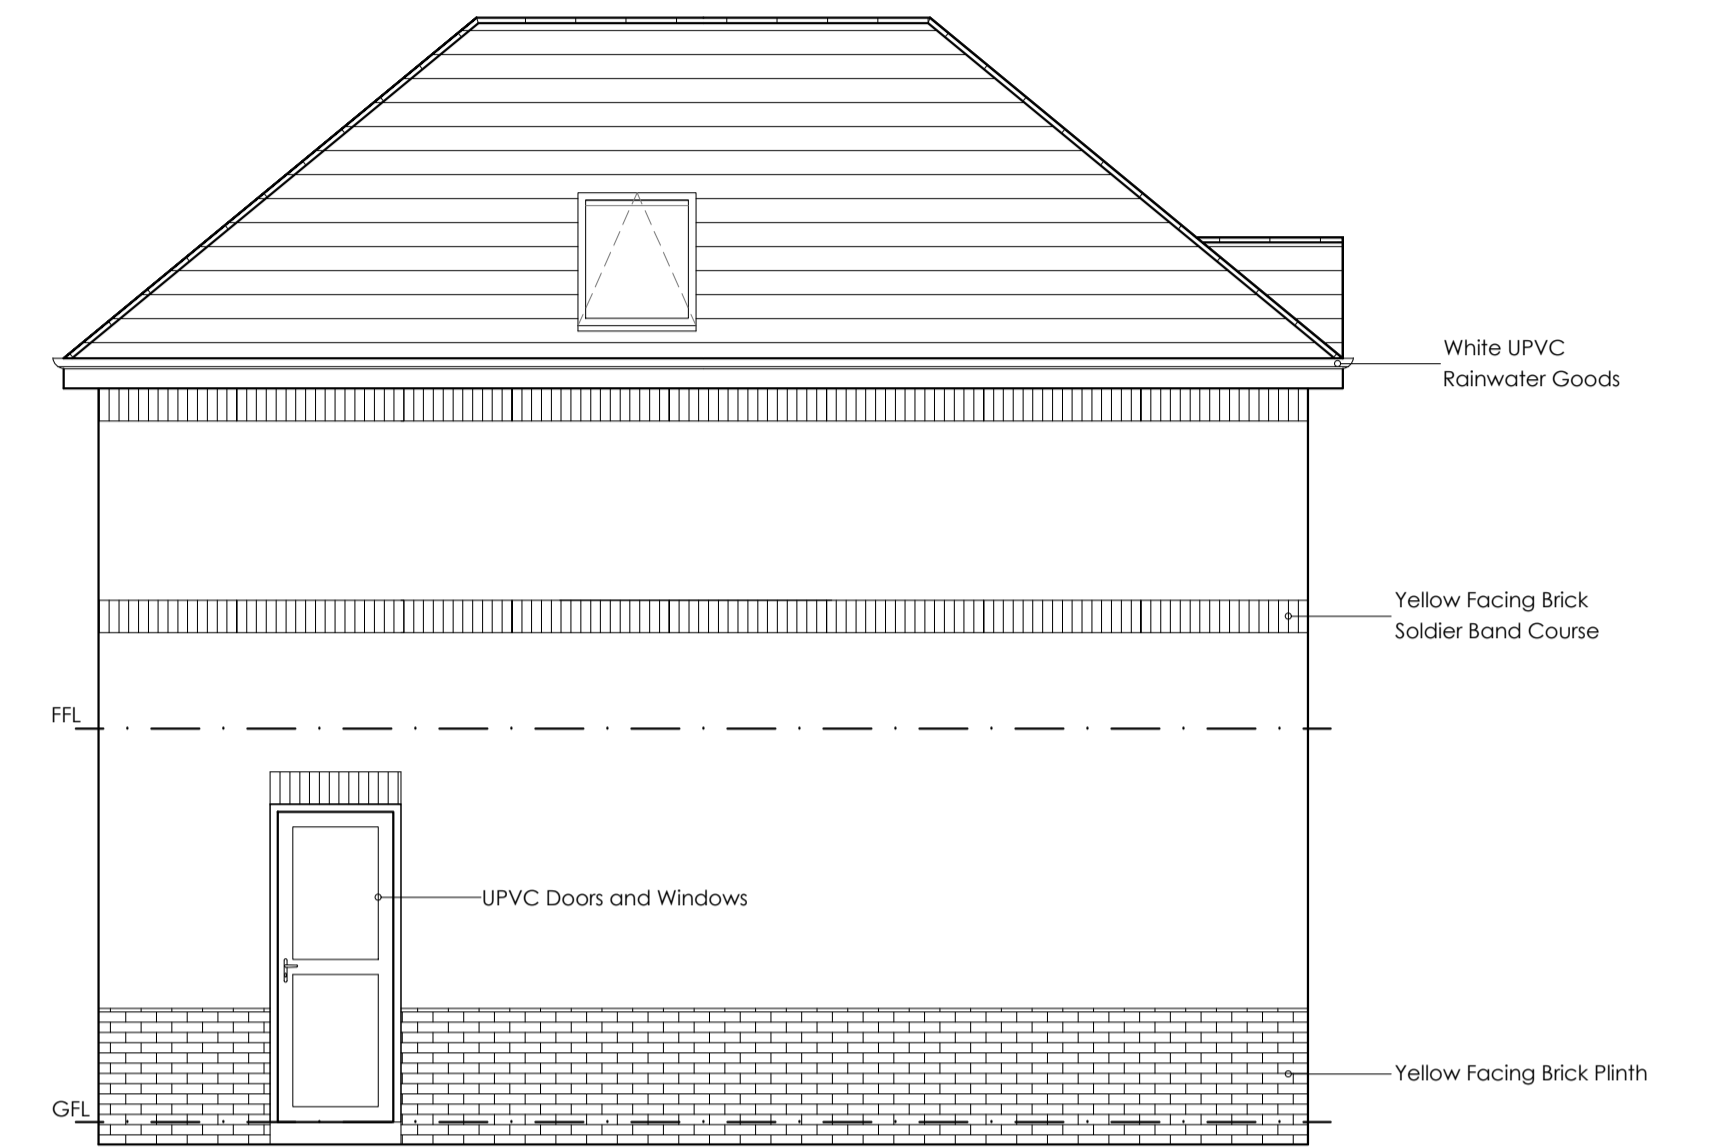 White UPVC
Rainwater Goods
Yellow Facing Brick
Soldier Band Course
FFL
UPVC Doors and Windows
Yellow Facing Brick Plinth
GFL